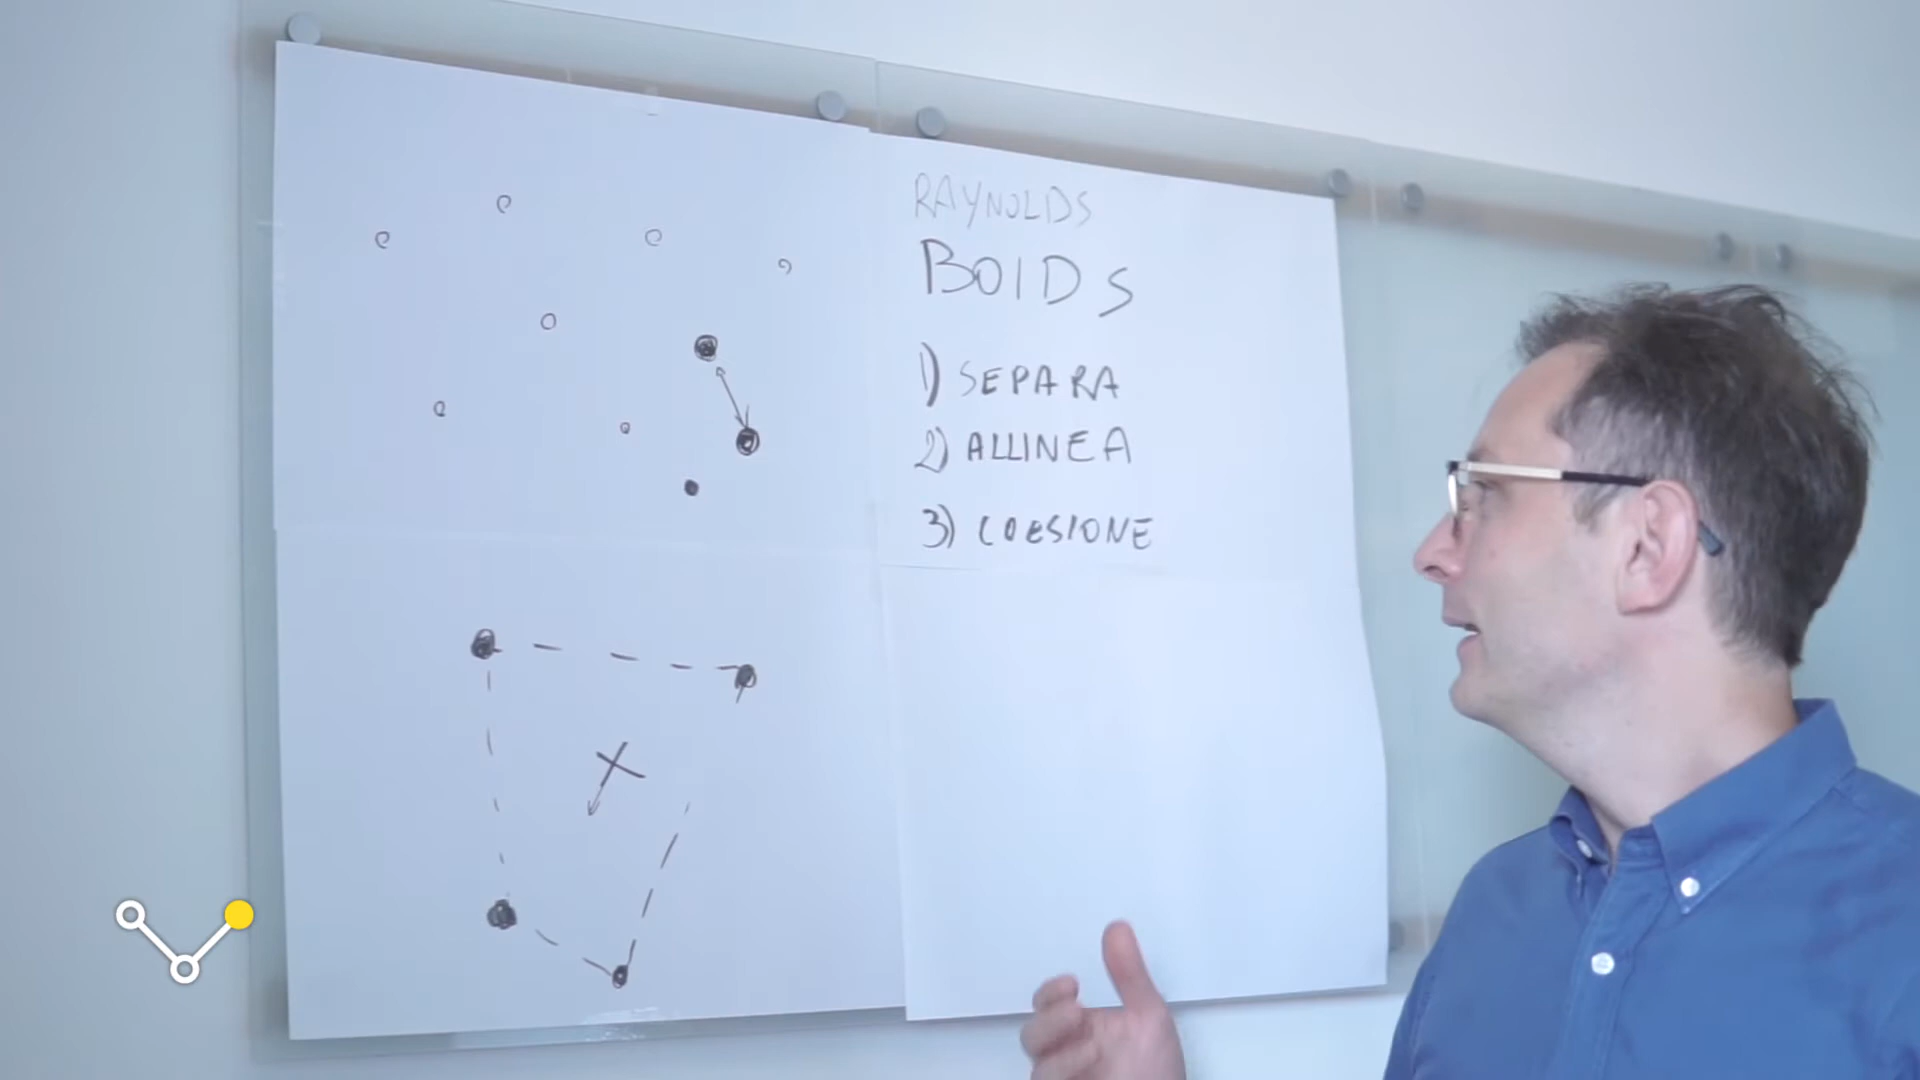 RAYNOLDS
BOIDS
1) SEPARA
2) ALLINEA
3) COESIONE